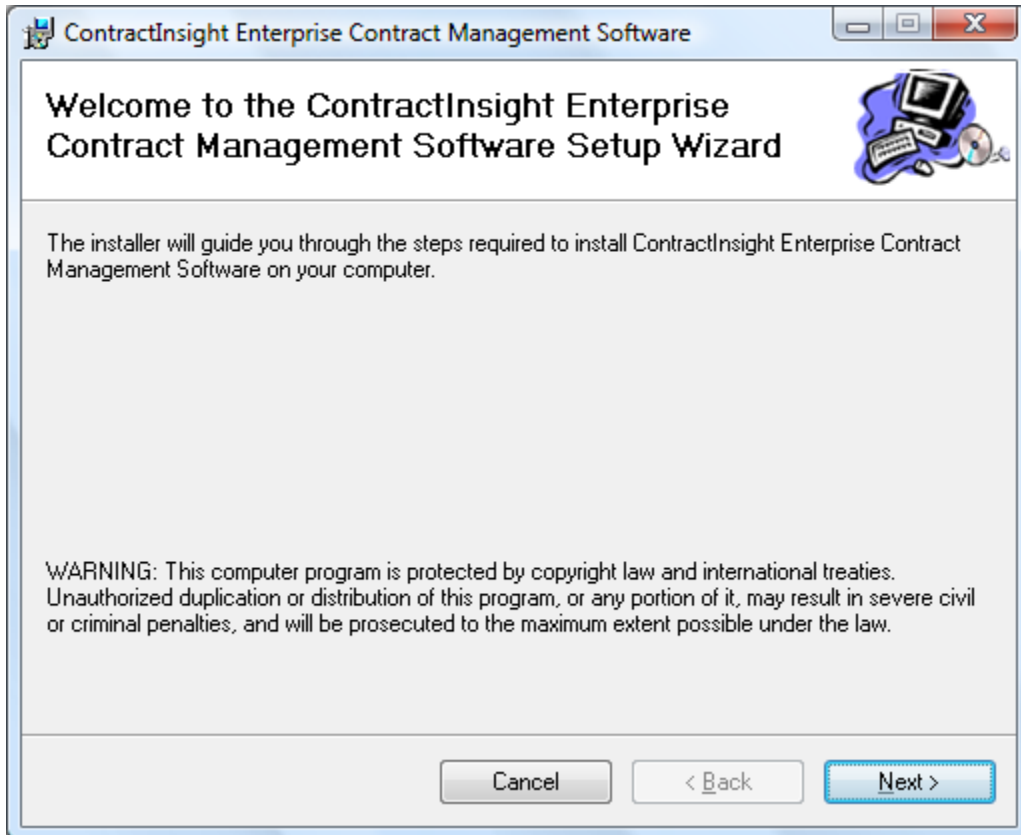 ContractInsight Enterprise Contract Management Software
Welcome to the ContractInsight Enterprise
Contract Management Software Setup Wizard
The installer will guide you through the steps required to install ContractInsight Enterprise Contract
Management Software on your computer.
WARNING: This computer program is protected by copyright law and international treaties.
Unauthorized duplication or distribution of this program, or any portion of it, may result in severe civil
or criminal penalties, and will be prosecuted to the maximum extent possible under the law.
Cancel < Back Next >